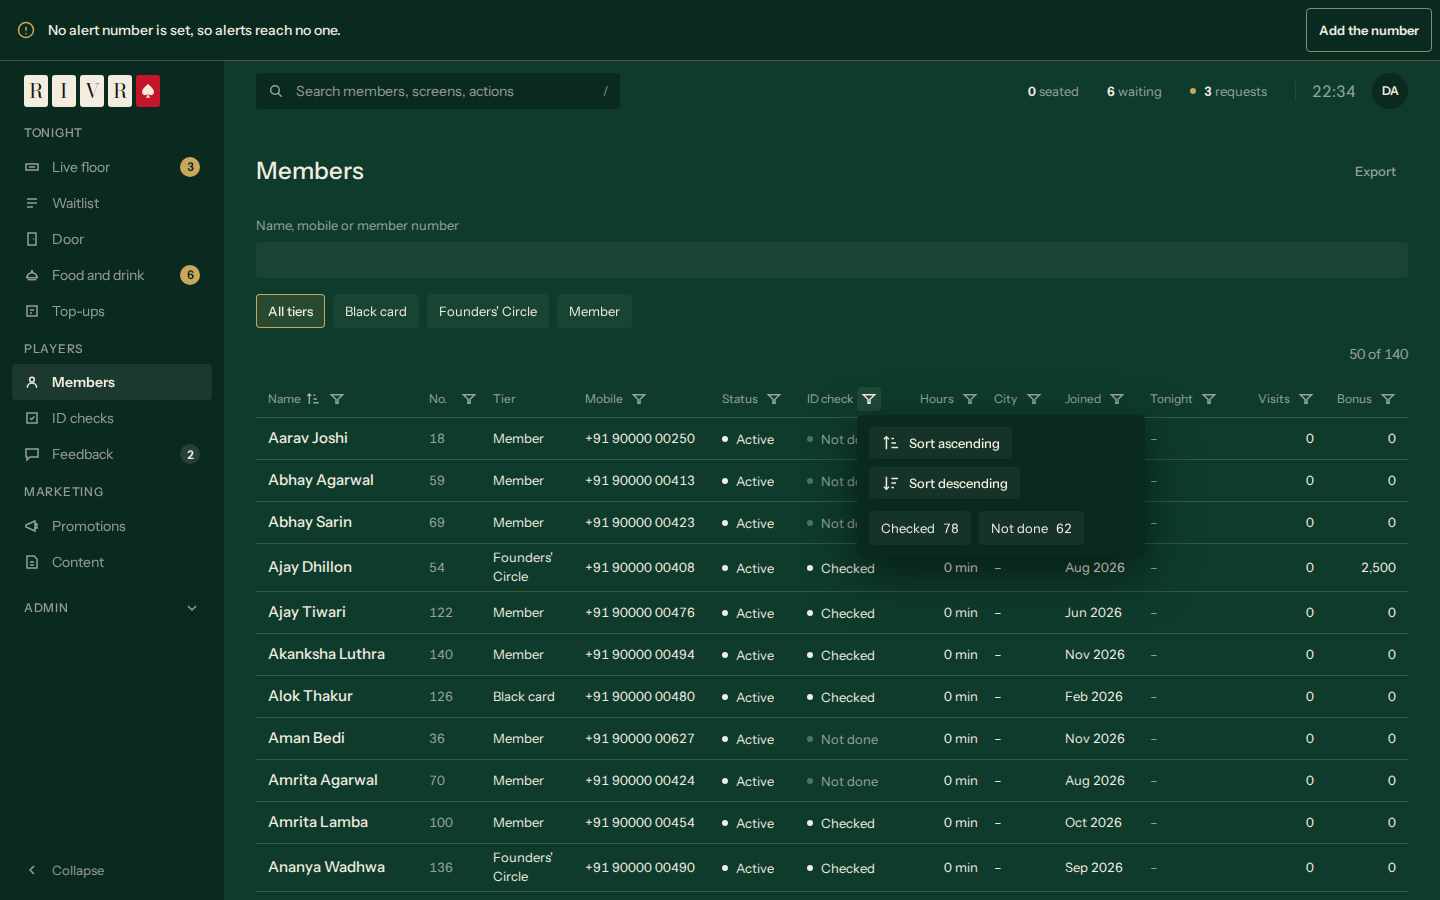 No alert number is set, so alerts reach no one.
Add the number
R I V R
Search members, screens, actions /
0 seated 6 waiting 3 requests 22:34 DA
TONIGHT
Live floor 3
Waitlist
Door
Food and drink 6
Top-ups
PLAYERS
Members
ID checks
Feedback 2
MARKETING
Promotions
Content
ADMIN
Collapse
Members
Export
Name, mobile or member number
All tiers Black card Founders' Circle Member
50 of 140
Name No. Tier Mobile Status ID check Hours City Joined Tonight Visits Bonus
Sort ascending
Sort descending
Checked 78 Not done 62
Aarav Joshi 18 Member +91 90000 00250 Active Not – 0 0
Abhay Agarwal 59 Member +91 90000 00413 Active Not – 0 0
Abhay Sarin 69 Member +91 90000 00423 Active Not – 0 0
Ajay Dhillon 54 Founders' Circle +91 90000 00408 Active Checked 0 min – Aug 2026 – 0 2,500
Ajay Tiwari 122 Member +91 90000 00476 Active Checked 0 min – Jun 2026 – 0 0
Akanksha Luthra 140 Member +91 90000 00494 Active Checked 0 min – Nov 2026 – 0 0
Alok Thakur 126 Black card +91 90000 00480 Active Checked 0 min – Feb 2026 – 0 0
Aman Bedi 36 Member +91 90000 00627 Active Not done 0 min – Nov 2026 – 0 0
Amrita Agarwal 70 Member +91 90000 00424 Active Not done 0 min – Aug 2026 – 0 0
Amrita Lamba 100 Member +91 90000 00454 Active Checked 0 min – Oct 2026 – 0 0
Ananya Wadhwa 136 Founders' Circle +91 90000 00490 Active Checked 0 min – Sep 2026 – 0 0